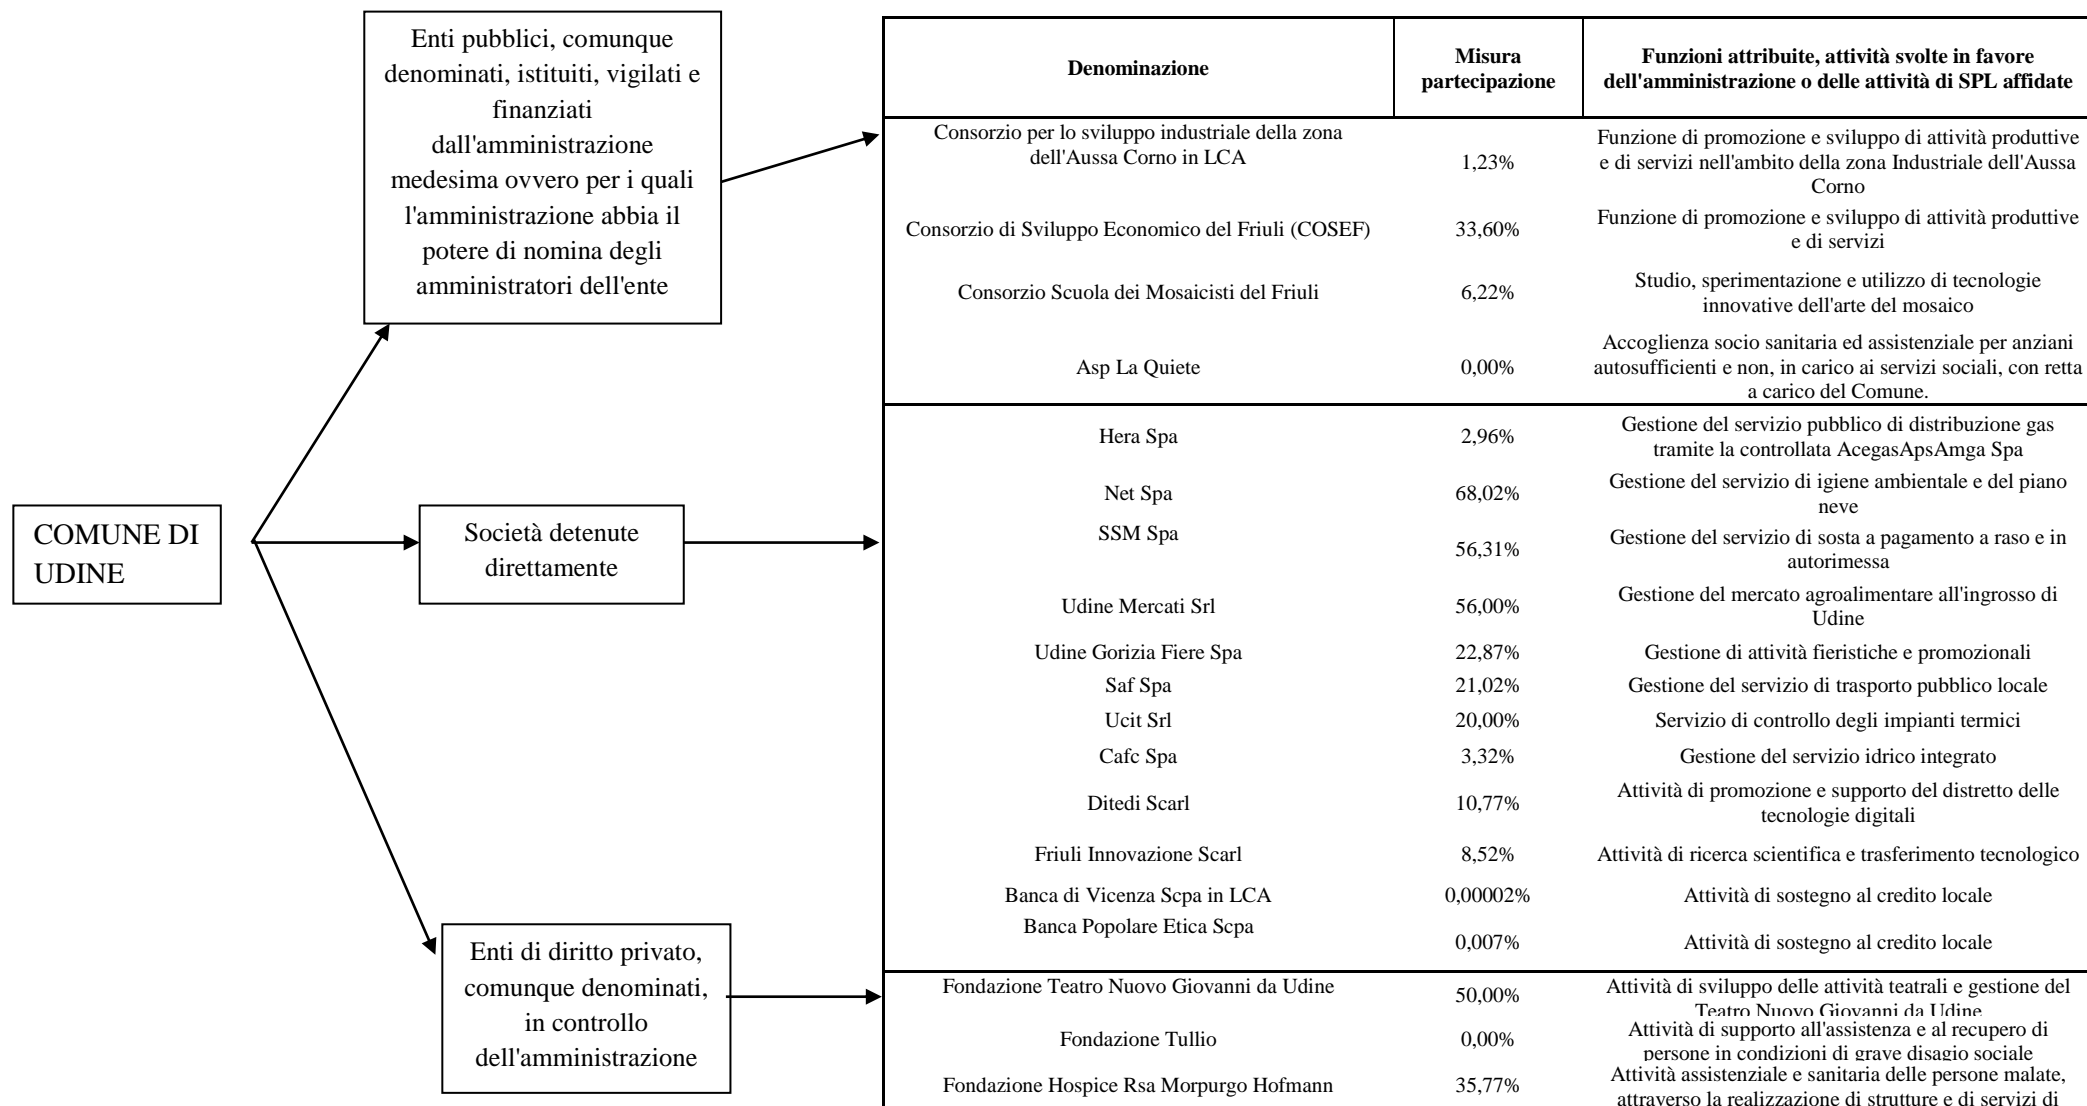 COMUNE DI
UDINE
Enti pubblici, comunque
denominati, istituiti, vigilati e
finanziati
dall'amministrazione
medesima ovvero per i quali
l'amministrazione abbia il
potere di nomina degli
amministratori dell'ente
Società detenute
direttamente
Enti di diritto privato,
comunque denominati,
in controllo
dell'amministrazione
Denominazione
Misura
partecipazione
Funzioni attribuite, attività svolte in favore
dell'amministrazione o delle attività di SPL affidate
Consorzio per lo sviluppo industriale della zona
dell'Aussa Corno in LCA
1,23%
Funzione di promozione e sviluppo di attività produttive
e di servizi nell'ambito della zona Industriale dell'Aussa
Corno
Consorzio di Sviluppo Economico del Friuli (COSEF)
33,60%
Funzione di promozione e sviluppo di attività produttive
e di servizi
Consorzio Scuola dei Mosaicisti del Friuli
6,22%
Studio, sperimentazione e utilizzo di tecnologie
innovative dell'arte del mosaico
Asp La Quiete
0,00%
Accoglienza socio sanitaria ed assistenziale per anziani
autosufficienti e non, in carico ai servizi sociali, con retta
a carico del Comune.
Hera Spa
2,96%
Gestione del servizio pubblico di distribuzione gas
tramite la controllata AcegasApsAmga Spa
Net Spa
68,02%
Gestione del servizio di igiene ambientale e del piano
neve
SSM Spa
56,31%
Gestione del servizio di sosta a pagamento a raso e in
autorimessa
Udine Mercati Srl
56,00%
Gestione del mercato agroalimentare all'ingrosso di
Udine
Udine Gorizia Fiere Spa
22,87%
Gestione di attività fieristiche e promozionali
Saf Spa
21,02%
Gestione del servizio di trasporto pubblico locale
Ucit Srl
20,00%
Servizio di controllo degli impianti termici
Cafc Spa
3,32%
Gestione del servizio idrico integrato
Ditedi Scarl
10,77%
Attività di promozione e supporto del distretto delle
tecnologie digitali
Friuli Innovazione Scarl
8,52%
Attività di ricerca scientifica e trasferimento tecnologico
Banca di Vicenza Scpa in LCA
0,00002%
Attività di sostegno al credito locale
Banca Popolare Etica Scpa
0,007%
Attività di sostegno al credito locale
Fondazione Teatro Nuovo Giovanni da Udine
50,00%
Attività di sviluppo delle attività teatrali e gestione del
Teatro Nuovo Giovanni da Udine
Fondazione Tullio
0,00%
Attività di supporto all'assistenza e al recupero di
persone in condizioni di grave disagio sociale
Fondazione Hospice Rsa Morpurgo Hofmann
35,77%
Attività assistenziale e sanitaria delle persone malate,
attraverso la realizzazione di strutture e di servizi di